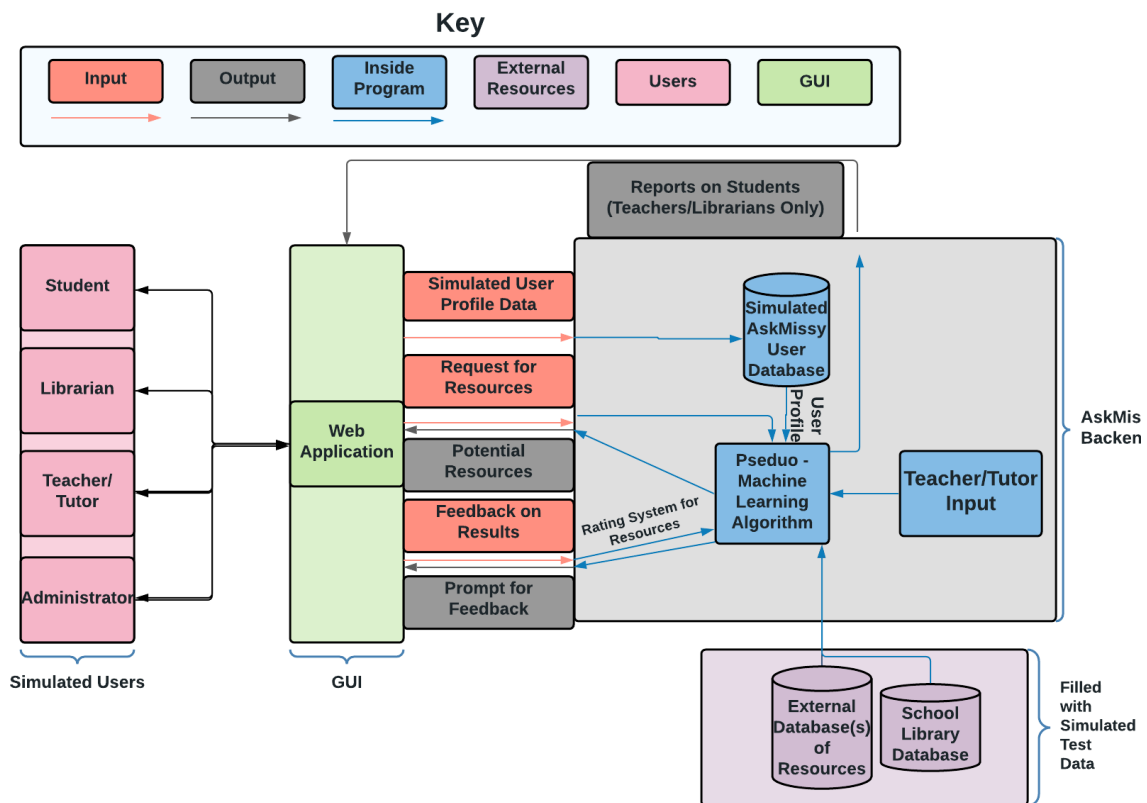 Key
Input
Output
Inside
Program
External
Resources
Users
GUI
Reports on Students
(Teachers/Librarians Only)
Student
Librarian
Teacher/
Tutor
Administrator
Simulated Users
Web
Application
GUI
Simulated User
Profile Data
Request for
Resources
Potential
Resources
Feedback on
Results
Prompt for
Feedback
Simulated
AskMissy
User
Database
User
Profile
Pseduo -
Machine
Learning
Algorithm
Rating System for
Resources
Teacher/Tutor
Input
AskMis
Backen
External
Database(s)
of
Resources
School
Library
Database
Filled
with
Simulated
Test
Data